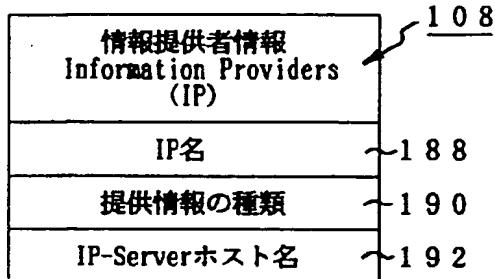 108
情報提供者情報
Information Providers
(IP)
IP名 188
提供情報の種類 190
IP-Serverホスト名 192